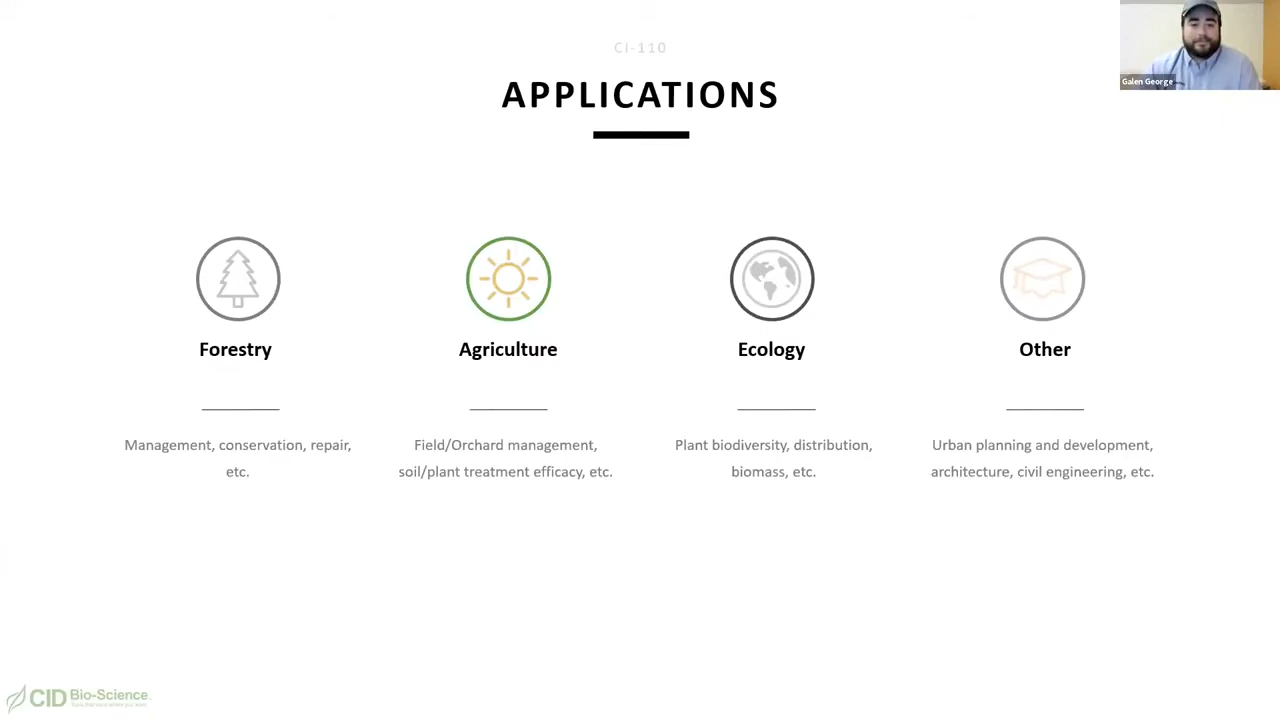 CI-110
APPLICATIONS
Galen George
Forestry
Agriculture
Ecology
Other
Management, conservation, repair,
etc.
Field/Orchard management,
soil/plant treatment efficacy, etc.
Plant biodiversity, distribution,
biomass, etc.
Urban planning and development,
architecture, civil engineering, etc.
CID Bio-Science